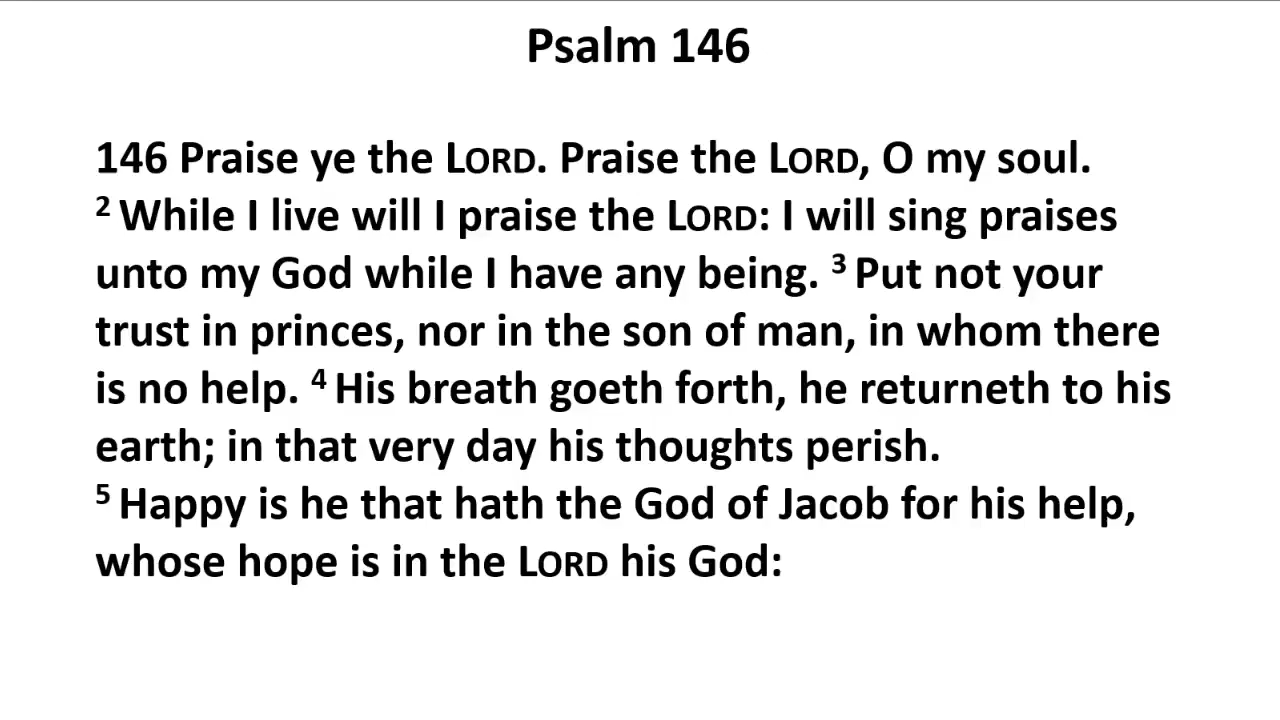 Psalm 146
146 Praise ye the LORD. Praise the LORD, O my soul.
2 While I live will I praise the LORD: I will sing praises
unto my God while I have any being. 3 Put not your
trust in princes, nor in the son of man, in whom there
is no help. 4 His breath goeth forth, he returneth to his
earth; in that very day his thoughts perish.
5 Happy is he that hath the God of Jacob for his help,
whose hope is in the LORD his God: